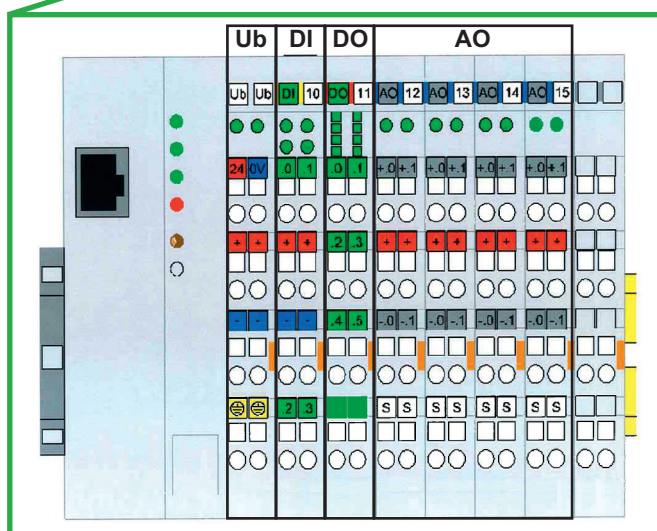 Ub DI DO AO
Ub Ub DI 10 DO 11 AO 12 AO 13 AO 14 AO 15
24 0V .0 .1 .0 .1 +.0 +.1 +.0 +.1 +.0 +.1 +.0 +.1
+ + + + .2 .3 + + + + + + + +
- - - - .4 .5 -.0 -.1 -.0 -.1 -.0 -.1 -.0 -.1
.2 .3 S S S S S S S S